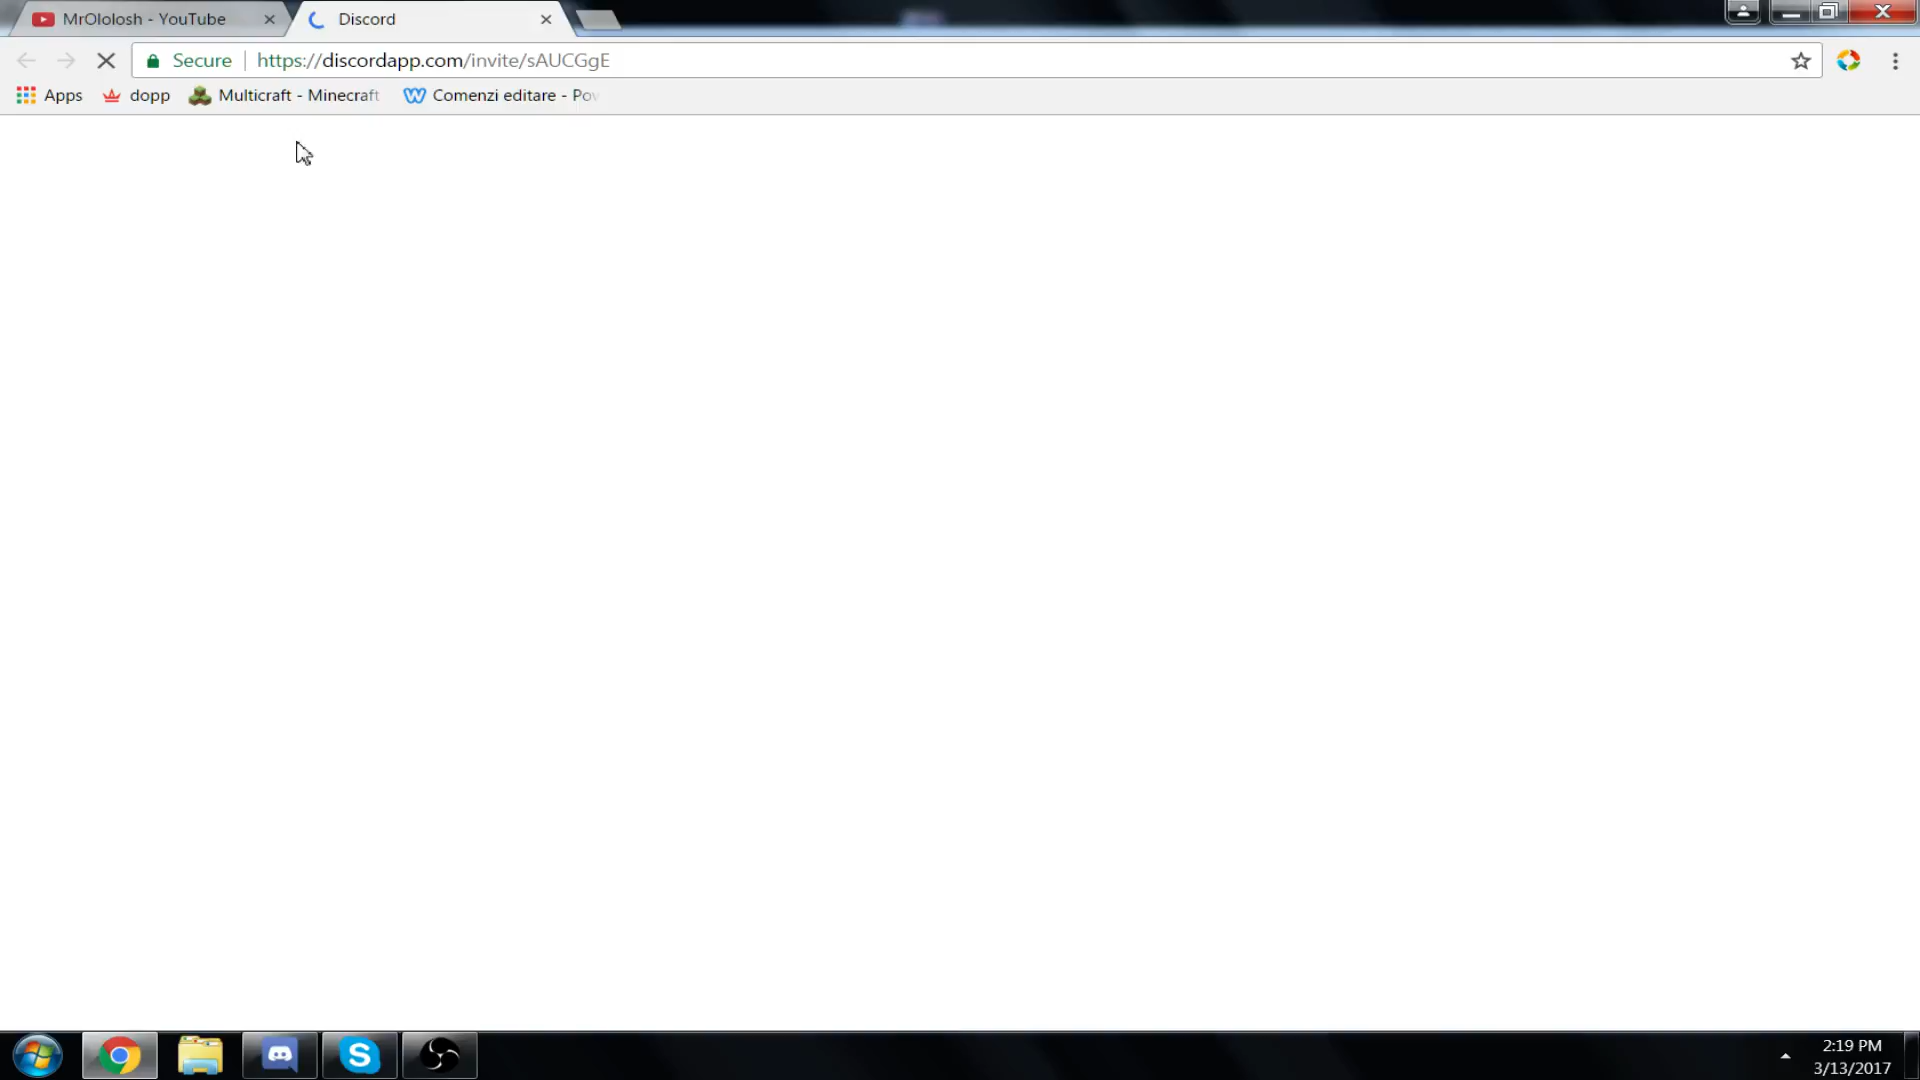 MrOlolosh - YouTube
Discord
Secure
https://discordapp.com/invite/sAUCGgE
Apps
dopp
Multicraft - Minecraft
Comenzi editare - Pov
2:19 PM
3/13/2017